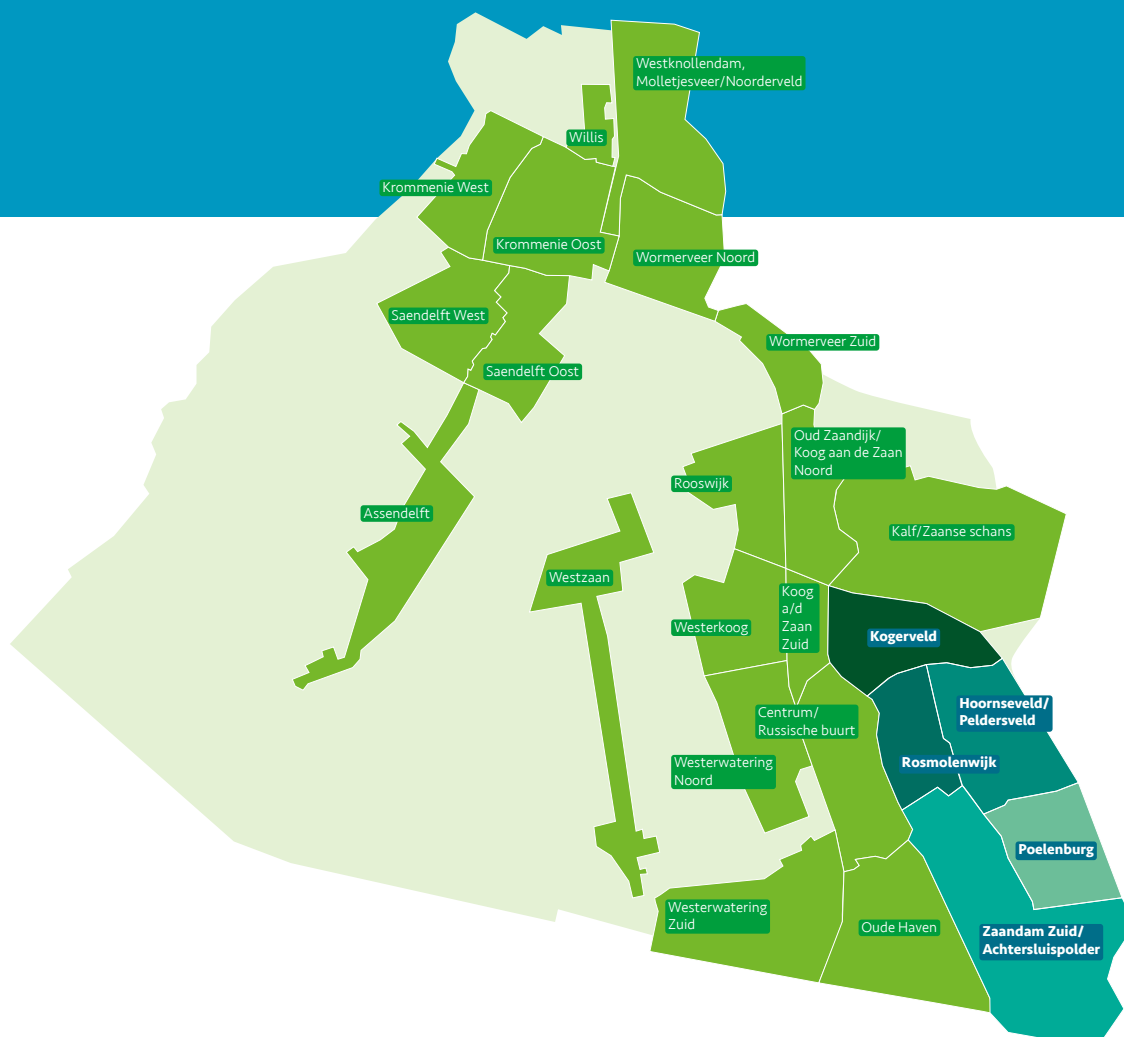 Westknollendam,
Molletjesveer/Noorderveld
Willis
Krommenie West
Krommenie Oost
Wormerveer Noord
Saendelft West
Wormerveer Zuid
Saendelft Oost
Oud Zaandijk/
Koog aan de Zaan
Noord
Rooswijk
Assendelft
Kalf/Zaanse schans
Westzaan
Koog
a/d
Zaan
Zuid
Westerkoog
Kogerveld
Hoornseveld/
Peldersveld
Centrum/
Russische buurt
Rosmolenwijk
Westerwatering
Noord
Poelenburg
Westerwatering
Zuid
Oude Haven
Zaandam Zuid/
Achtersluispolder